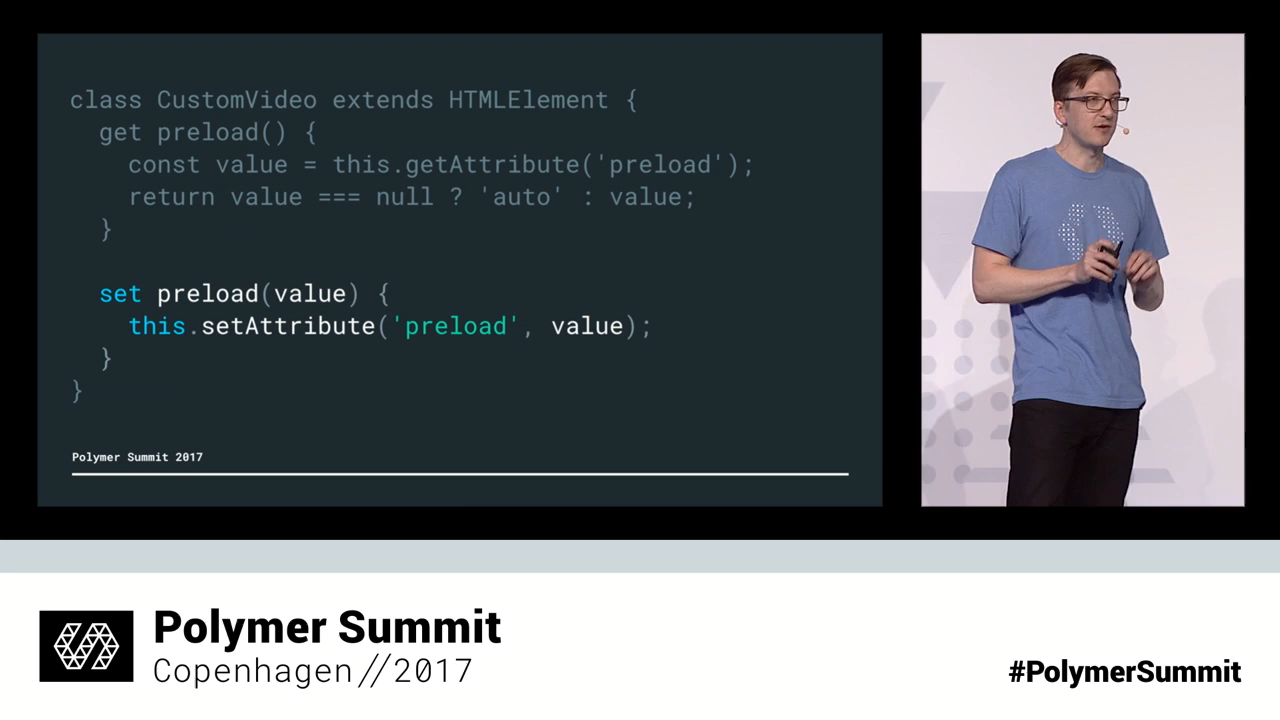 class CustomVideo extends HTMLElement {
get preload() {
const value = this.getAttribute('preload');
return value === null ? 'auto' : value;
}
set preload(value) {
this.setAttribute('preload', value);
}
}
Polymer Summit 2017
Polymer Summit
Copenhagen//2017
#PolymerSummit